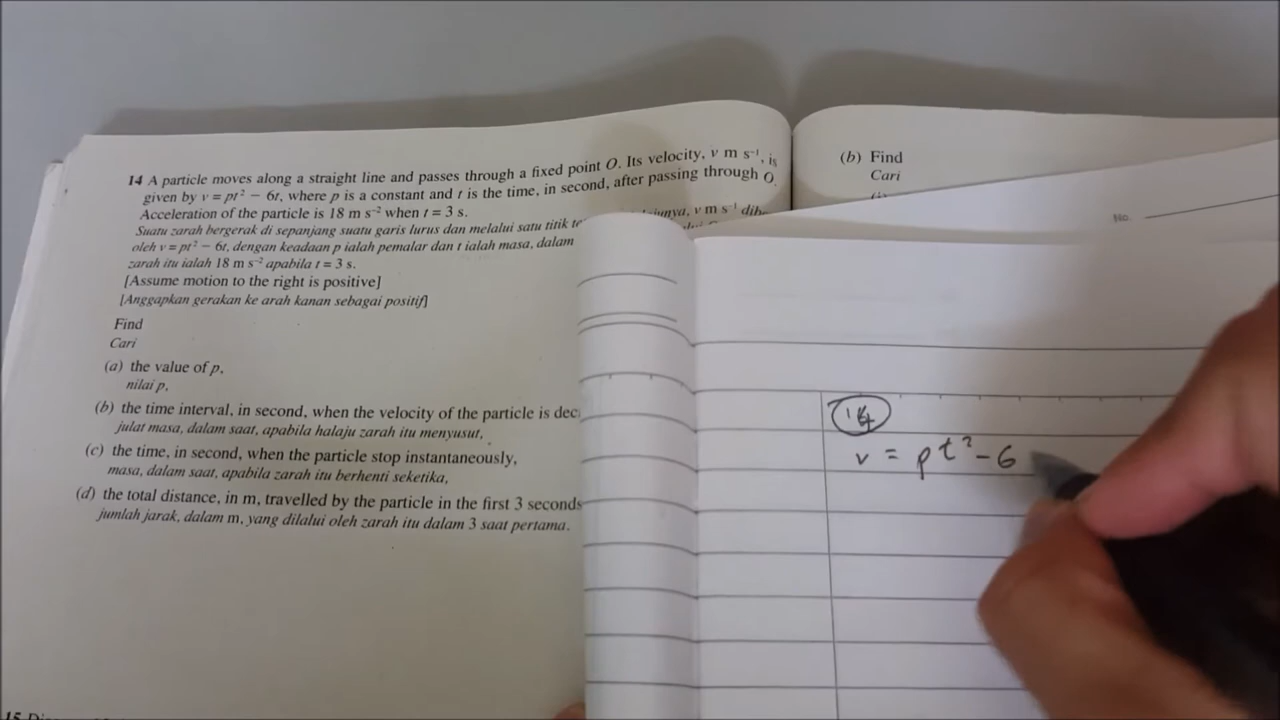 14 A particle moves along a straight line and passes through a fixed point O. Its velocity, v m s⁻¹, is
given by v = pt² − 6t, where p is a constant and t is the time, in second, after passing through O.
Acceleration of the particle is 18 m s⁻² when t = 3 s.
Suatu zarah bergerak di sepanjang suatu garis lurus dan melalui satu titik
v m s⁻¹
oleh v = pt² − 6t, dengan keadaan p ialah pemalar dan t ialah masa, dalam
zarah itu ialah 18 m s⁻² apabila t = 3 s.
[Assume motion to the right is positive]
[Anggapkan gerakan ke arah kanan sebagai positif]
Find
Cari
(a) the value of p,
nilai p,
(b) the time interval, in second, when the velocity of the particle is
julat masa, dalam saat, apabila halaju zarah itu menyusut,
(c) the time, in second, when the particle stop instantaneously,
masa, dalam saat, apabila zarah itu berhenti seketika,
(d) the total distance, in m, travelled by the particle in the first 3 seconds
jumlah jarak, dalam m, yang dilalui oleh zarah itu dalam 3 saat pertama.
15
(b) Find
Cari
No.
14
v = pt² − 6